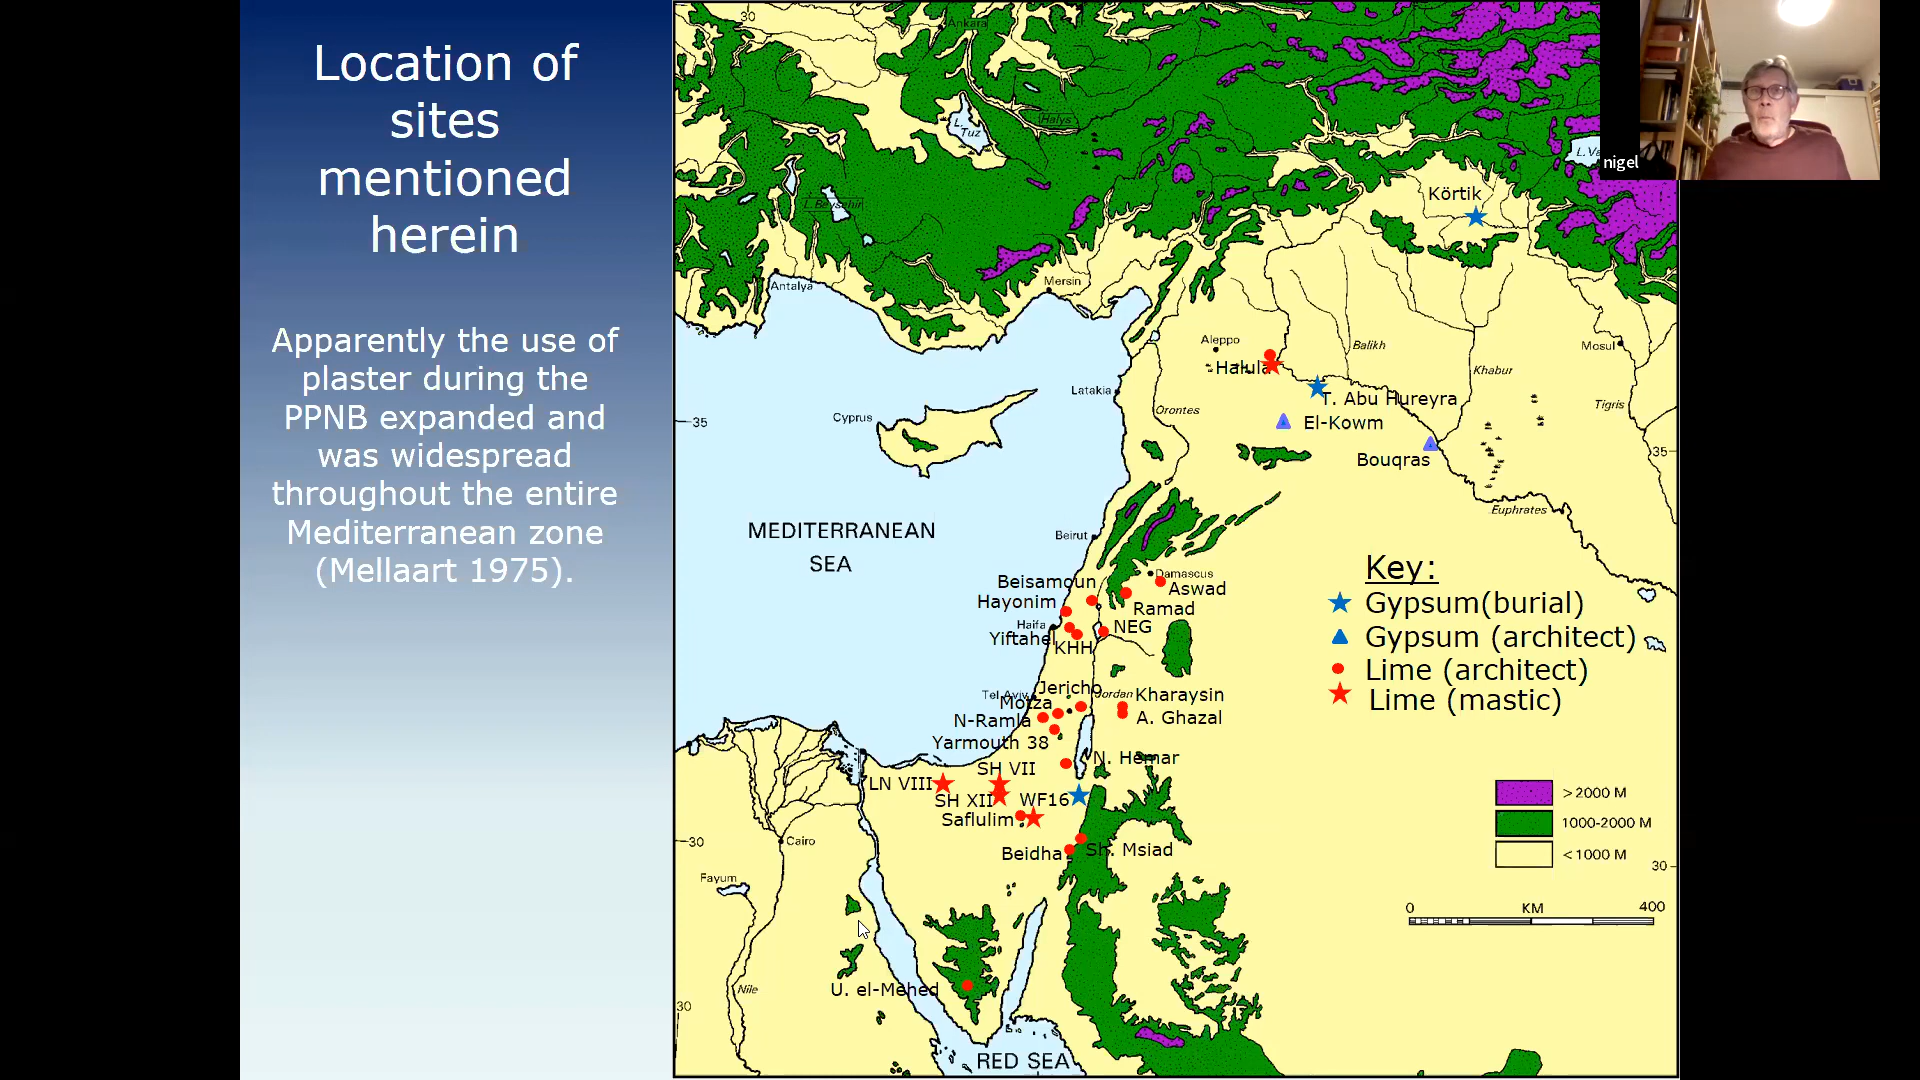 Location of
sites
mentioned
herein
Apparently the use of
plaster during the
PPNB expanded and
was widespread
throughout the entire
Mediterranean zone
(Mellaart 1975).
30
Ankara
Halys
L.
Tuz
L. Beyşehir
nigel
Körtik
Antalya
Mersin
Aleppo
Balikh
Mosul
Halula
Khabur
Latakia
T. Abu Hureyra
Orontes
Tigris
Cyprus
35
El-Kowm
35
Bouqras
Euphrates
MEDITERRANEAN
SEA
Beirut
Key:
Gypsum(burial)
Gypsum (architect)
Lime (architect)
Lime (mastic)
Damascus
Beisamoun
Aswad
Hayonim
Ramad
Haifa
NEG
Yiftahel
KHH
Jericho
Tel Aviv
Jordan
Kharaysin
Motza
N-Ramla
A. Ghazal
Yarmouth 38
N. Hemar
SH VII
LN VIII
SH XII
WF16
Saflulim
Beidha
Sh. Msiad
>2000 M
1000-2000 M
<1000 M
30
Cairo
30
Fayum
0
KM
400
Nile
U. el-Mehed
30
RED SEA